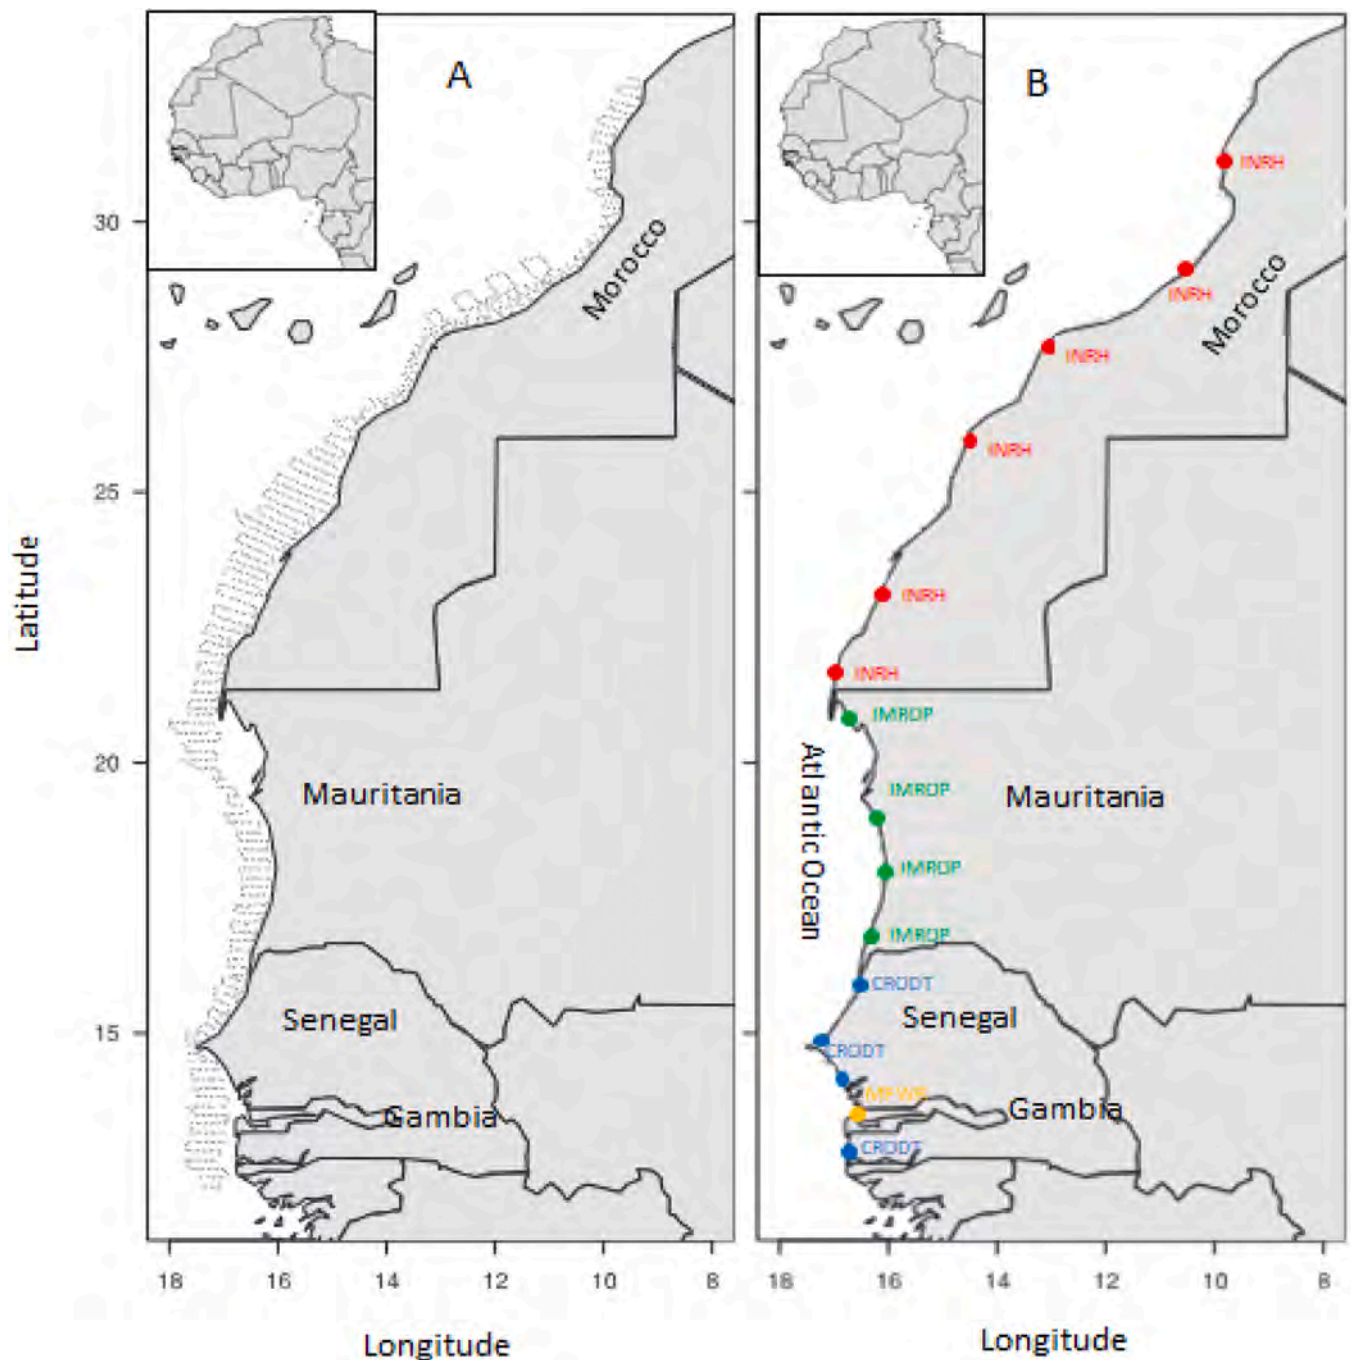 A
B
INRH
30
Morocco
INRH
Morocco
INRH
INRH
25
Latitude
INRH
INRH
IMROP
20
Atlantic Ocean
Mauritania
IMROP
Mauritania
IMROP
IMROP
CRODT
Senegal
Senegal
15
CRODT
Gambia
Gambia
CRODT
18 16 14 12 10 8
18 16 14 12 10 8
Longitude
Longitude